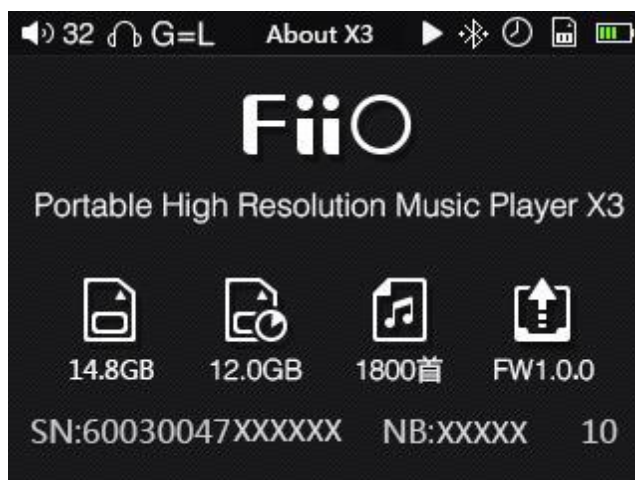 32 G=L About X3
FiiO
Portable High Resolution Music Player X3
14.8GB 12.0GB 1800首 FW1.0.0
SN:60030047XXXXXX NB:XXXXX 10